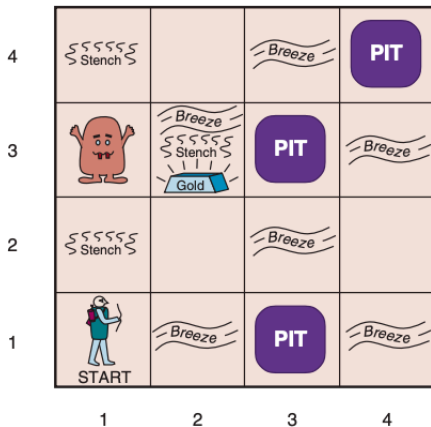 4 Stench Breeze PIT
3 Breeze Stench Gold PIT Breeze
2 Stench Breeze
1 START Breeze PIT Breeze
1 2 3 4